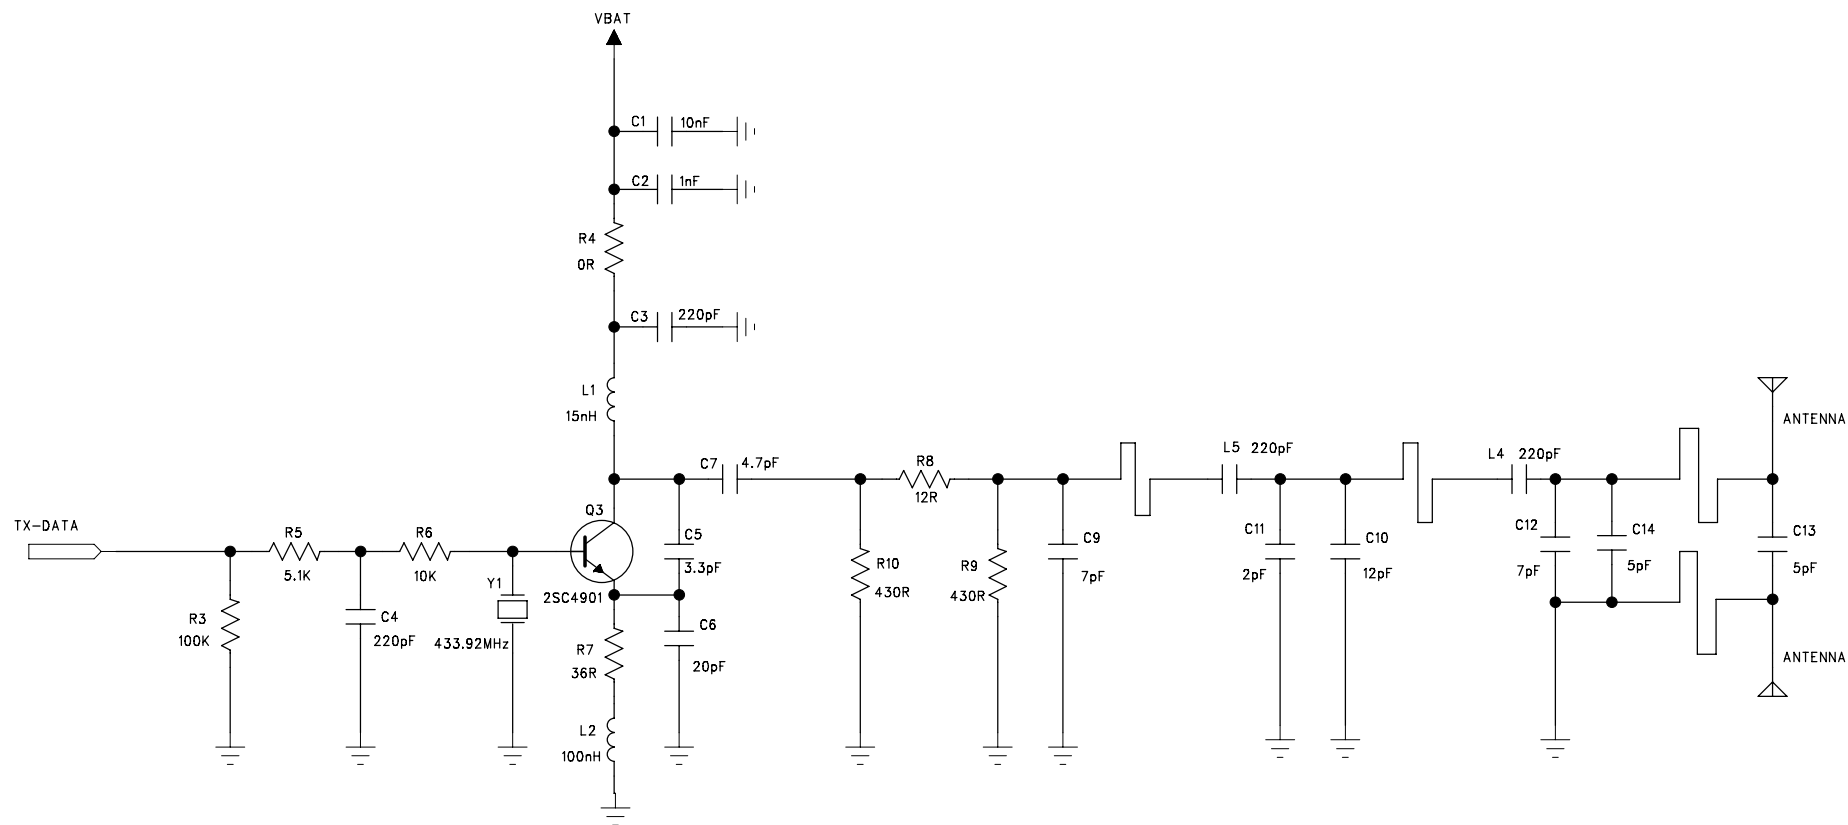 VBAT
C1 10nF
C2 1nF
R4
0R
C3 220pF
L1
15nH
C7 4.7pF
R8
12R
L5 220pF
L4 220pF
ANTENNA
Q3
2SC4901
C5
3.3pF
TX-DATA
R5
5.1K
R6
10K
Y1
433.92MHz
R3
100K
C4
220pF
R7
36R
C6
20pF
L2
100nH
R10
430R
R9
430R
C9
7pF
C11
2pF
C10
12pF
C12
7pF
C14
5pF
C13
5pF
ANTENNA